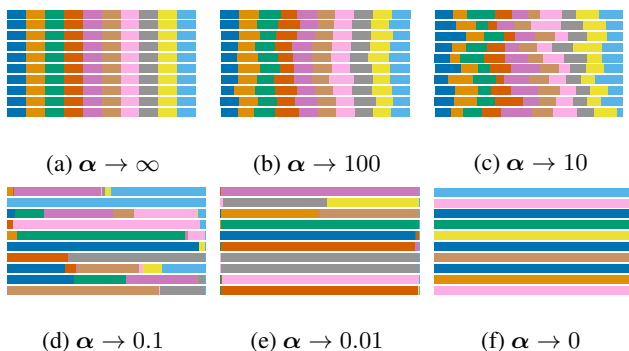 (a) α → ∞
(b) α → 100
(c) α → 10
(d) α → 0.1
(e) α → 0.01
(f) α → 0